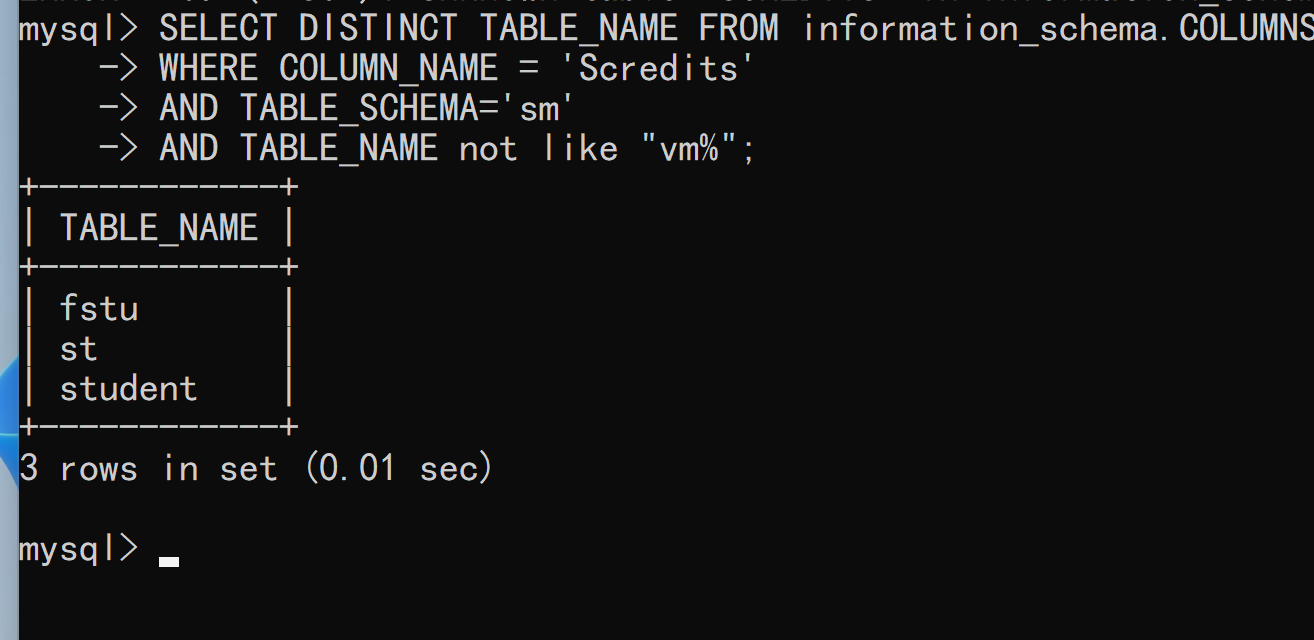 mysql> SELECT DISTINCT TABLE_NAME FROM information_schema.COLUMNS
    -> WHERE COLUMN_NAME = 'Scredits'
    -> AND TABLE_SCHEMA='sm'
    -> AND TABLE_NAME not like "vm%";
+-------------+
| TABLE_NAME |
+-------------+
| fstu       |
| st         |
| student    |
+-------------+
3 rows in set (0.01 sec)
mysql>